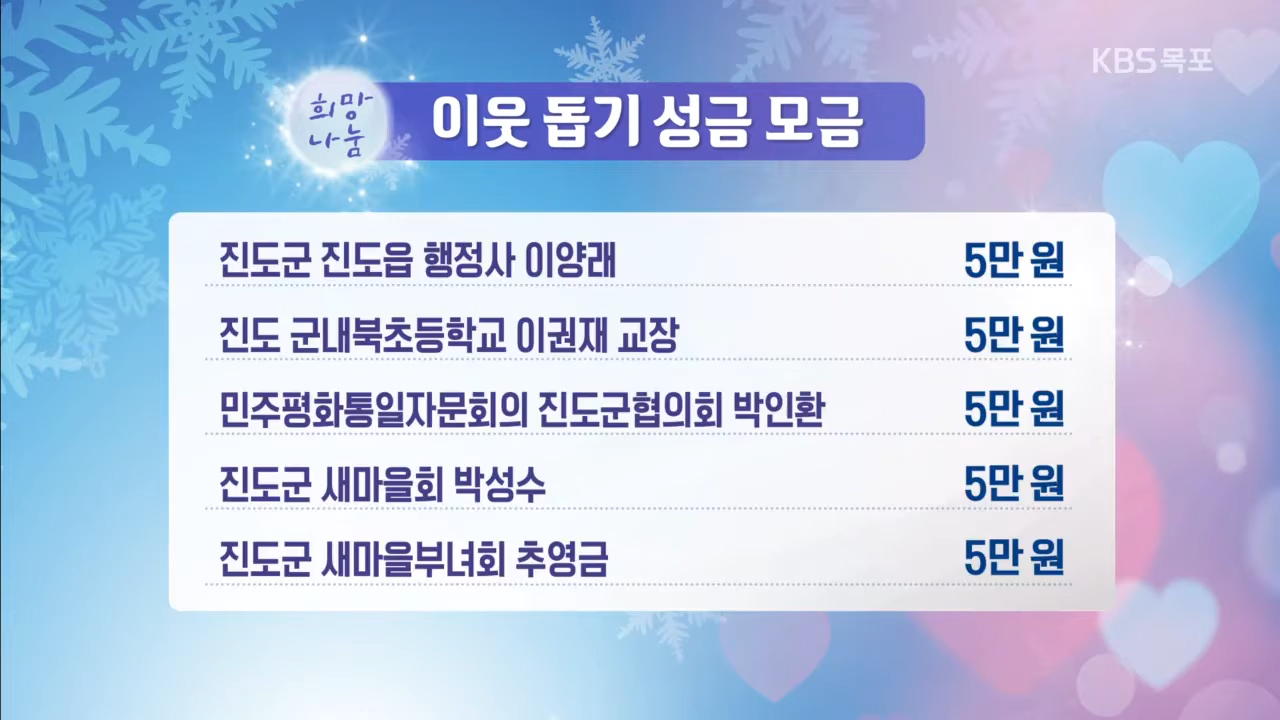 KBS목포
희망
나눔
이웃 돕기 성금 모금
진도군 진도읍 행정사 이양래 5만 원
진도 군내북초등학교 이권재 교장 5만 원
민주평화통일자문회의 진도군협의회 박인환 5만 원
진도군 새마을회 박성수 5만 원
진도군 새마을부녀회 추영금 5만 원